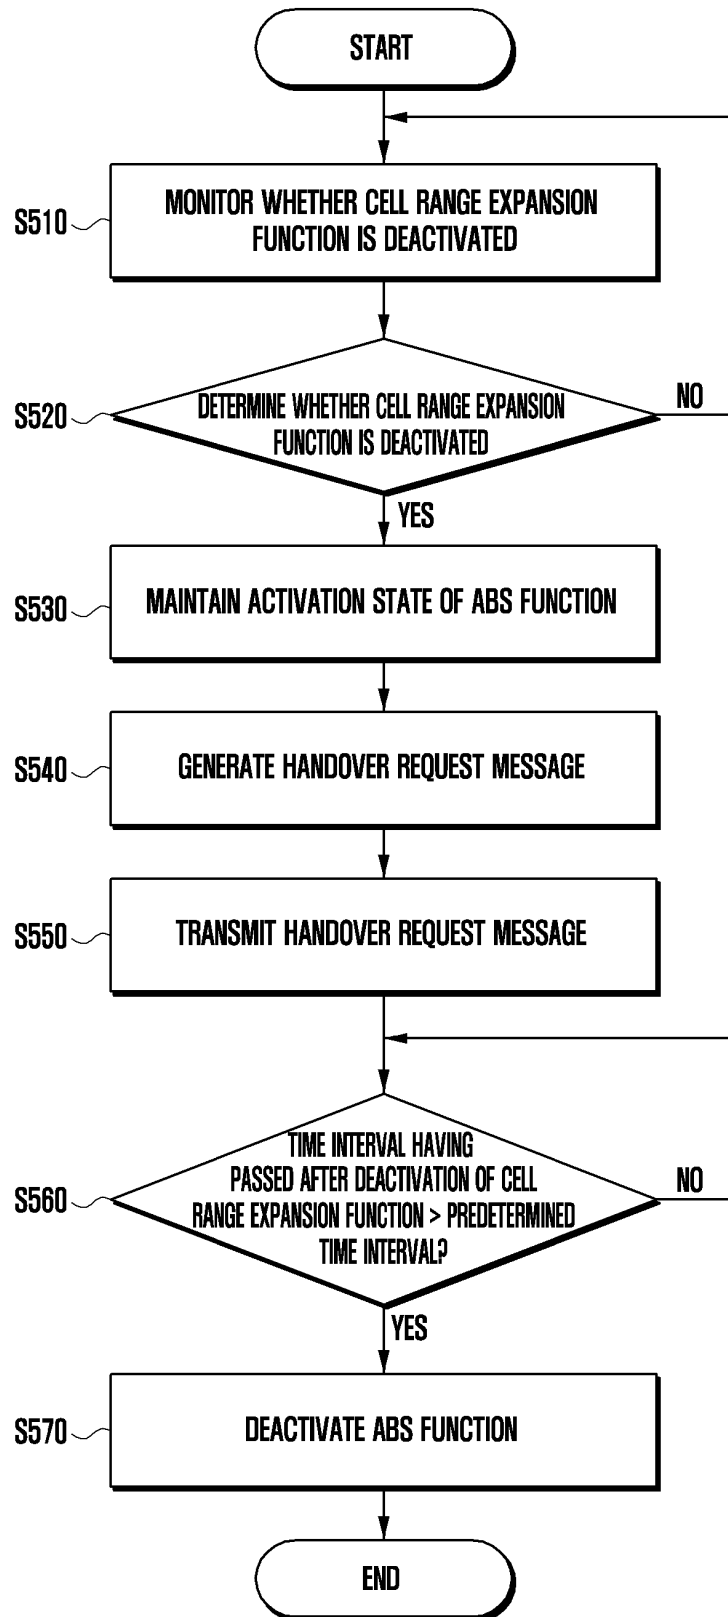 START
S510
MONITOR WHETHER CELL RANGE EXPANSION
FUNCTION IS DEACTIVATED
S520
DETERMINE WHETHER CELL RANGE EXPANSION
FUNCTION IS DEACTIVATED
NO
YES
S530
MAINTAIN ACTIVATION STATE OF ABS FUNCTION
S540
GENERATE HANDOVER REQUEST MESSAGE
S550
TRANSMIT HANDOVER REQUEST MESSAGE
S560
TIME INTERVAL HAVING
PASSED AFTER DEACTIVATION OF CELL
RANGE EXPANSION FUNCTION > PREDETERMINED
TIME INTERVAL?
NO
YES
S570
DEACTIVATE ABS FUNCTION
END